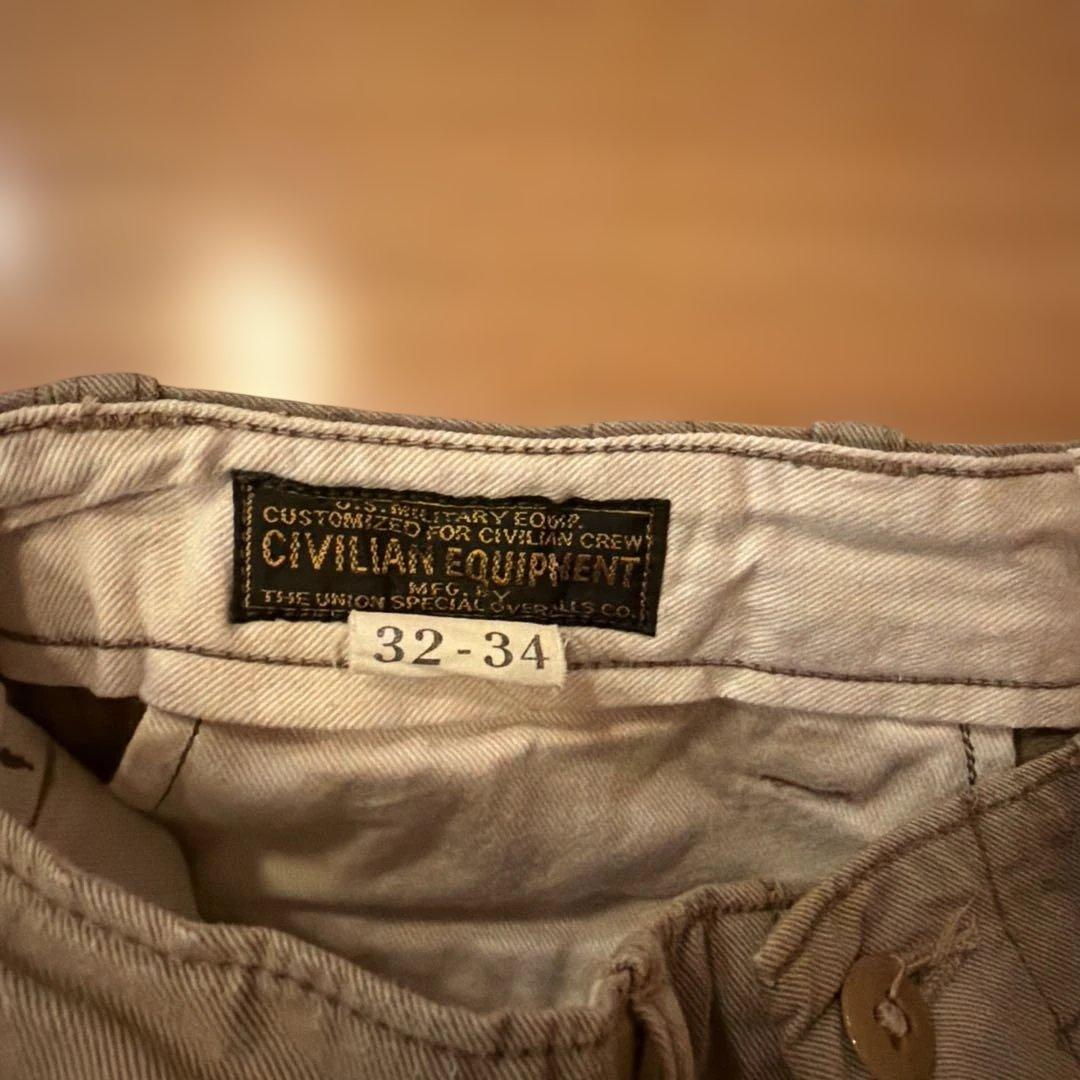 U.S. MILITARY EQUIP.
CUSTOMIZED FOR CIVILIAN CREW
CIVILIAN EQUIPMENT
MFG. BY
THE UNION SPECIAL OVERALLS CO.
32-34